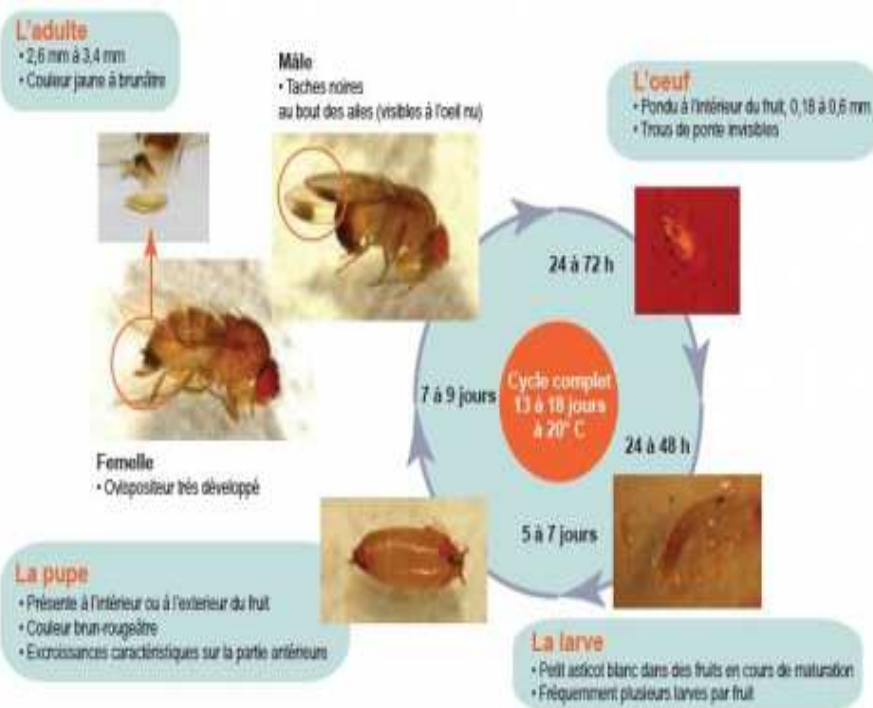 L'adulte
• 2,6 mm à 3,4 mm
• Couleur jaune à brunâtre
Mâle
• Taches noires
au bout des ailes (visibles à l'oeil nu)
L'oeuf
• Pondu à l'intérieur du fruit, 0,18 à 0,6 mm
• Trous de ponte invisibles
24 à 72 h
7 à 9 jours
Cycle complet
13 à 18 jours
à 20° C
24 à 48 h
5 à 7 jours
Femelle
• Ovispositeur trés développé
La pupe
• Présente à l'intérieur ou à l'exterieur du fruit
• Couleur brun-rougeâtre
• Excroissances caractéristiques sur la partie antérieure
La larve
• Petit asticot blanc dans des fruits en cours de maturation
• Fréquemment plusieurs larves par fruit